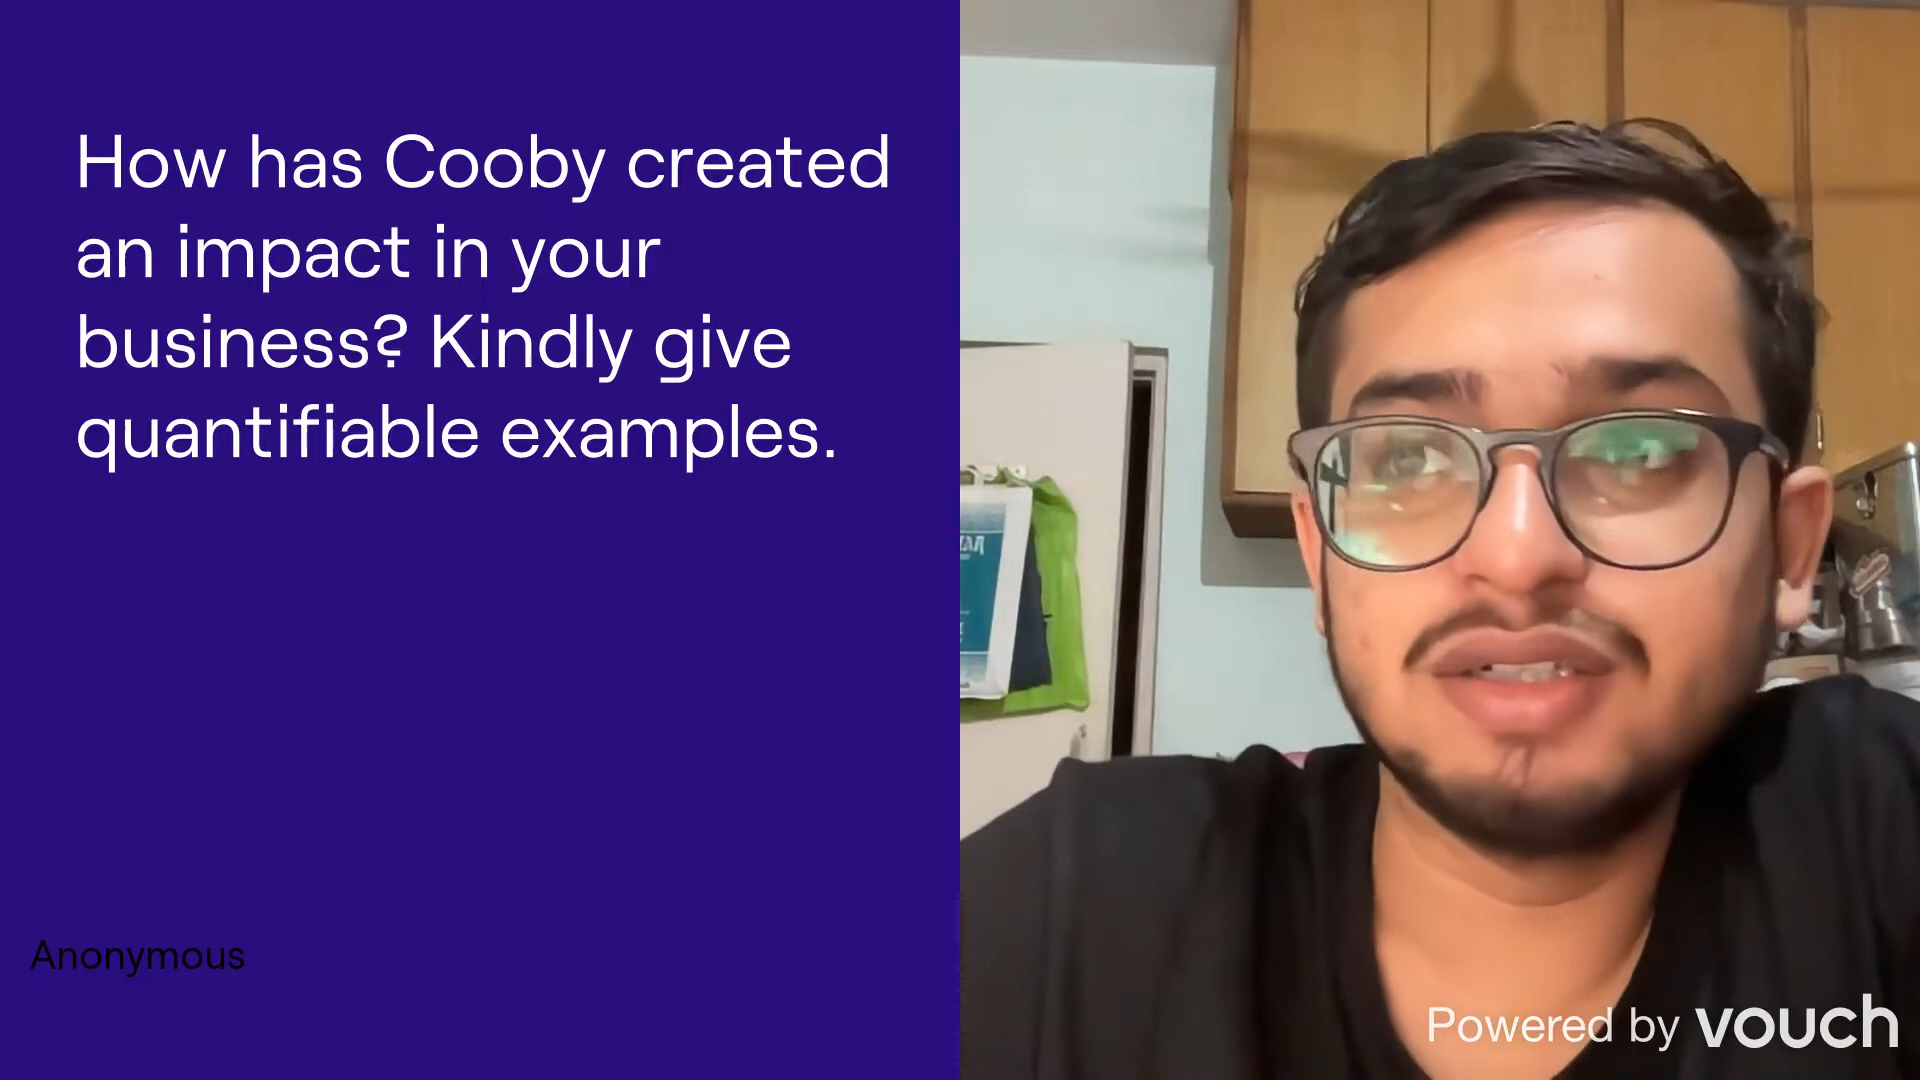 How has Cooby created
an impact in your
business? Kindly give
quantifiable examples.
Anonymous
Powered by vouch